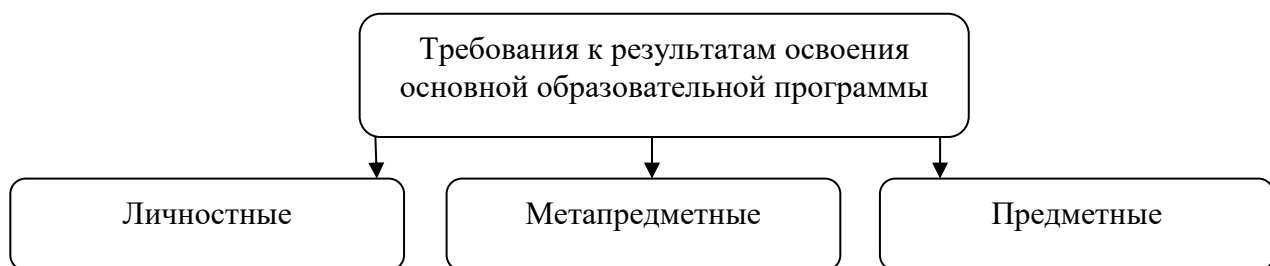 Требования к результатам освоения
основной образовательной программы
Личностные
Метапредметные
Предметные